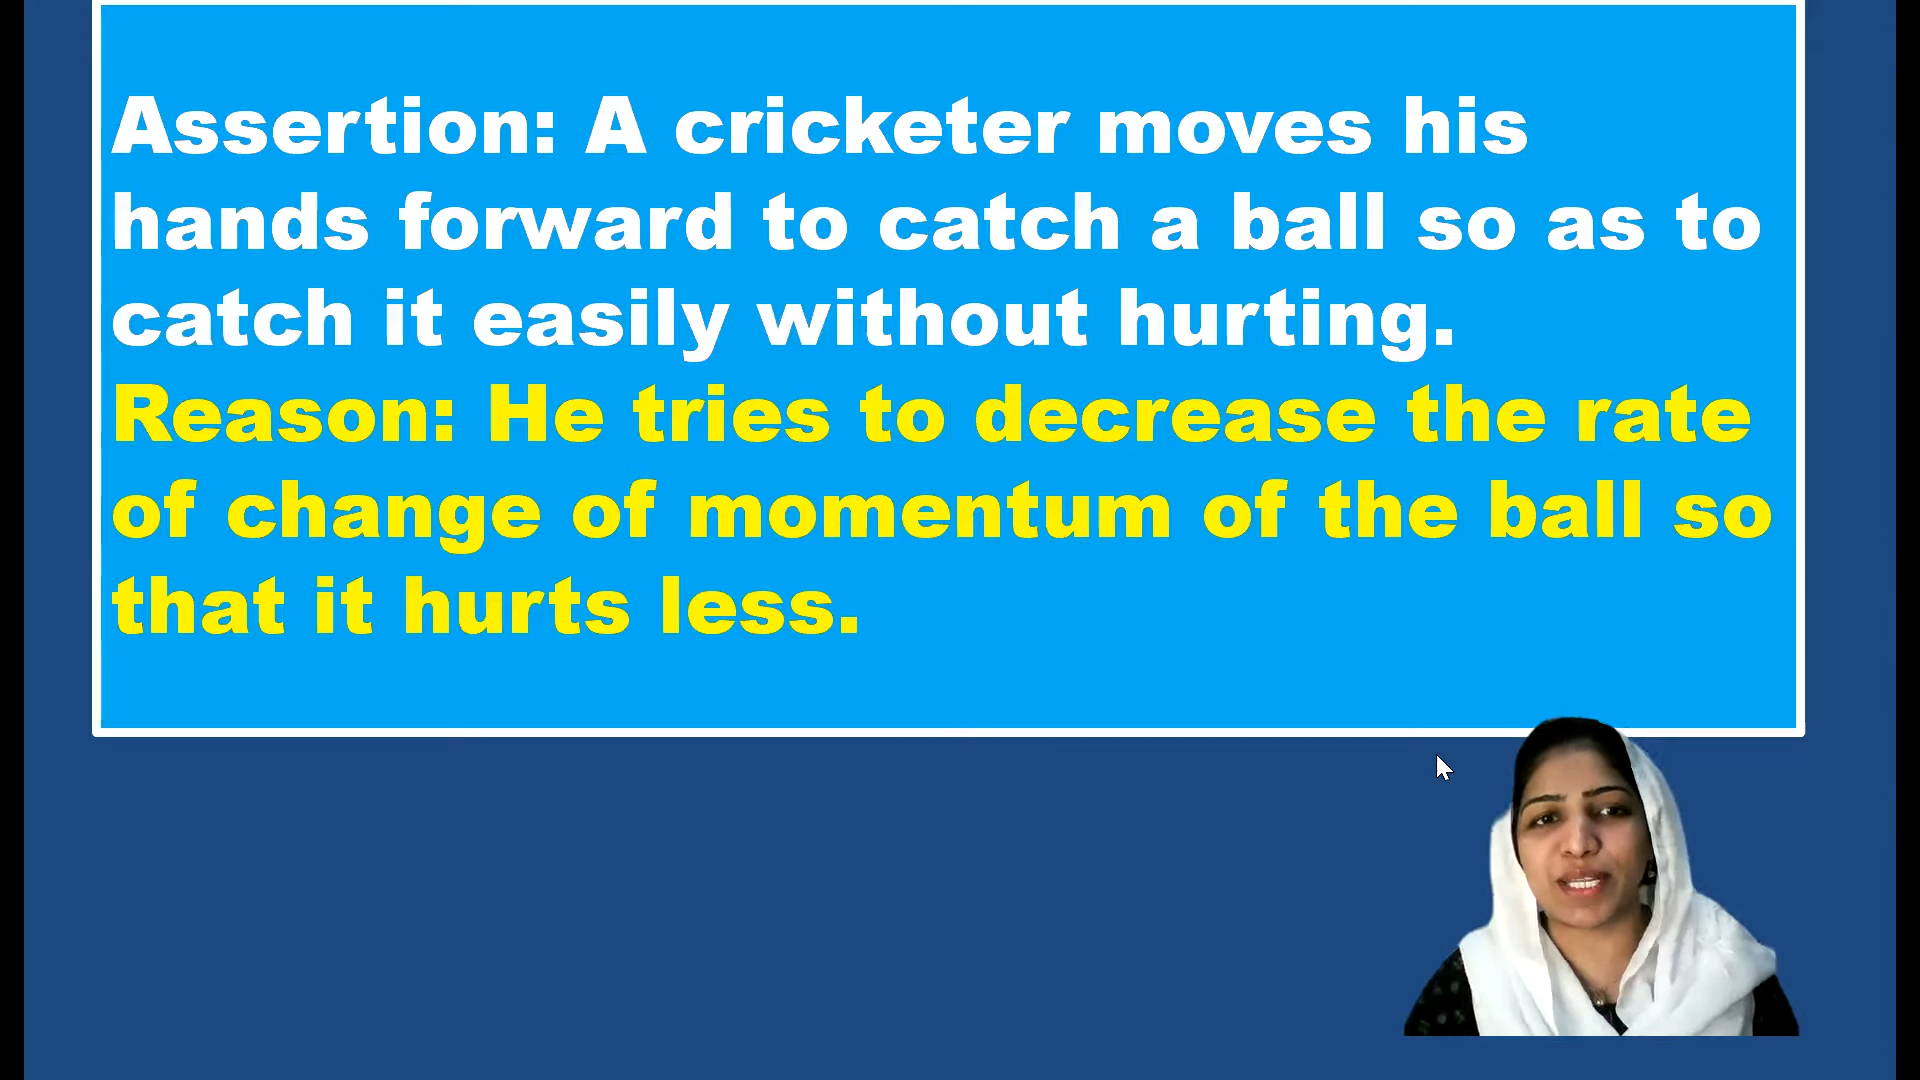 Assertion: A cricketer moves his
hands forward to catch a ball so as to
catch it easily without hurting.
Reason: He tries to decrease the rate
of change of momentum of the ball so
that it hurts less.